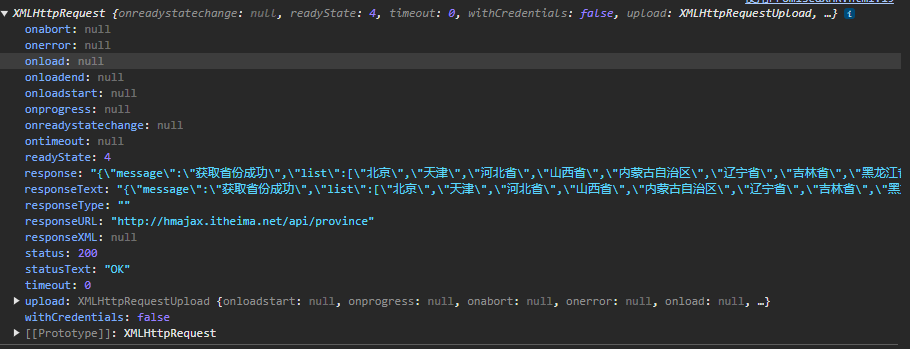 XMLHttpRequest {onreadystatechange: null, readyState: 4, timeout: 0, withCredentials: false, upload: XMLHttpRequestUpload, …}
onabort: null
onerror: null
onload: null
onloadend: null
onloadstart: null
onprogress: null
onreadystatechange: null
ontimeout: null
readyState: 4
response: "{\"message\":\"获取省份成功\",\"list\":[\"北京\",\"天津\",\"河北省\",\"山西省\",\"内蒙古自治区\",\"辽宁省\",\"吉林省\",\"黑龙江省
responseText: "{\"message\":\"获取省份成功\",\"list\":[\"北京\",\"天津\",\"河北省\",\"山西省\",\"内蒙古自治区\",\"辽宁省\",\"吉林省\",\"黑
responseType: ""
responseURL: "http://hmajax.itheima.net/api/province"
responseXML: null
status: 200
statusText: "OK"
timeout: 0
upload: XMLHttpRequestUpload {onloadstart: null, onprogress: null, onabort: null, onerror: null, onload: null, …}
withCredentials: false
[[Prototype]]: XMLHttpRequest